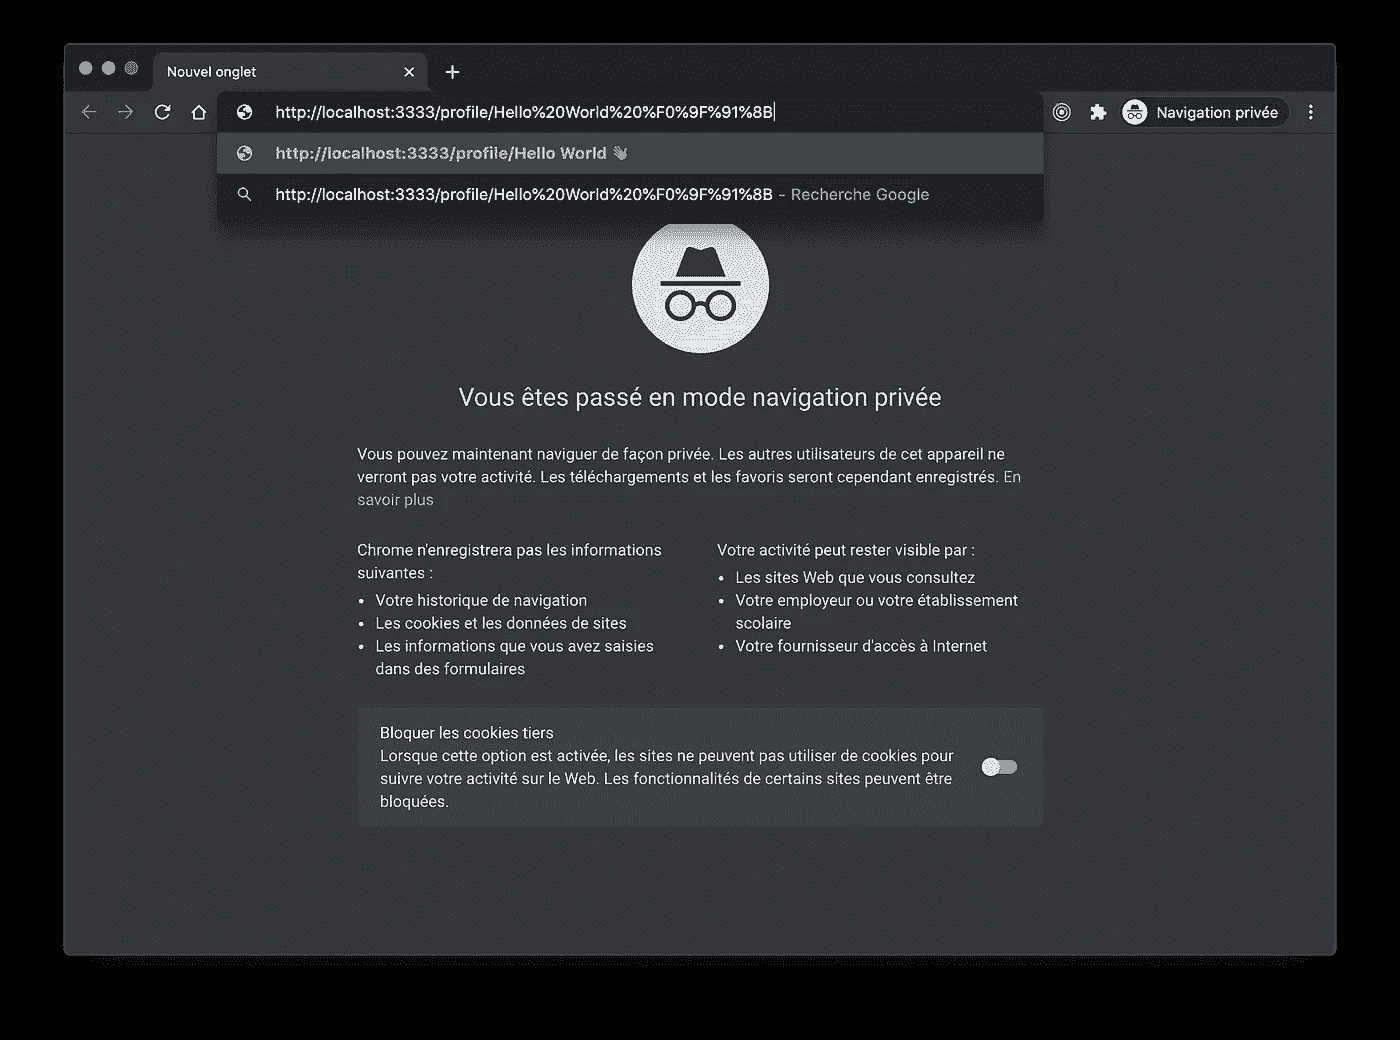 Nouvel onglet
http://localhost:3333/profile/Hello%20World%20%F0%9F%91%8B
Navigation privée
http://localhost:3333/profile/Hello World 👋
http://localhost:3333/profile/Hello%20World%20%F0%9F%91%8B - Recherche Google
Vous êtes passé en mode navigation privée
Vous pouvez maintenant naviguer de façon privée. Les autres utilisateurs de cet appareil ne
verront pas votre activité. Les téléchargements et les favoris seront cependant enregistrés. En
savoir plus
Chrome n'enregistrera pas les informations
suivantes :
• Votre historique de navigation
• Les cookies et les données de sites
• Les informations que vous avez saisies
dans des formulaires
Votre activité peut rester visible par :
• Les sites Web que vous consultez
• Votre employeur ou votre établissement
scolaire
• Votre fournisseur d'accès à Internet
Bloquer les cookies tiers
Lorsque cette option est activée, les sites ne peuvent pas utiliser de cookies pour
suivre votre activité sur le Web. Les fonctionnalités de certains sites peuvent être
bloquées.